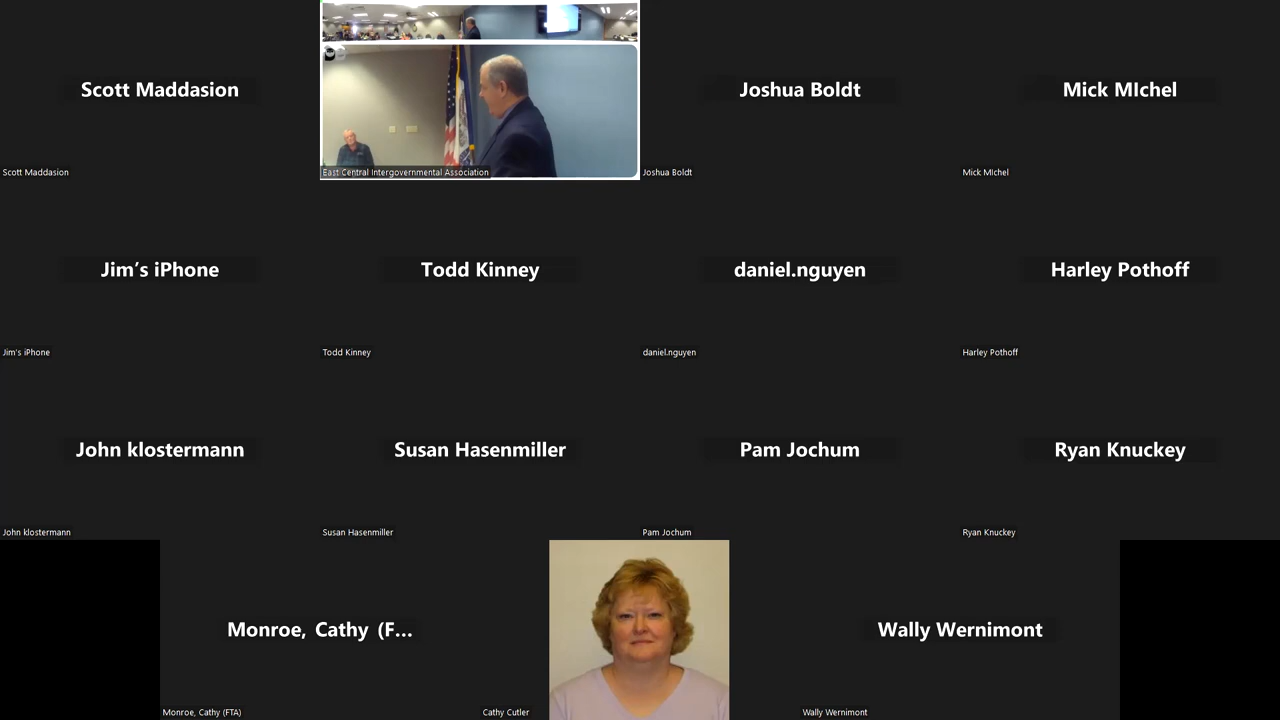 Scott Maddasion
Scott Maddasion
East Central Intergovernmental Association
Joshua Boldt
Joshua Boldt
Mick MIchel
Mick MIchel
Jim’s iPhone
Jim's iPhone
Todd Kinney
Todd Kinney
daniel.nguyen
daniel.nguyen
Harley Pothoff
Harley Pothoff
John klostermann
John klostermann
Susan Hasenmiller
Susan Hasenmiller
Pam Jochum
Pam Jochum
Ryan Knuckey
Ryan Knuckey
Monroe, Cathy (F...
Monroe, Cathy (FTA)
Cathy Cutler
Wally Wernimont
Wally Wernimont